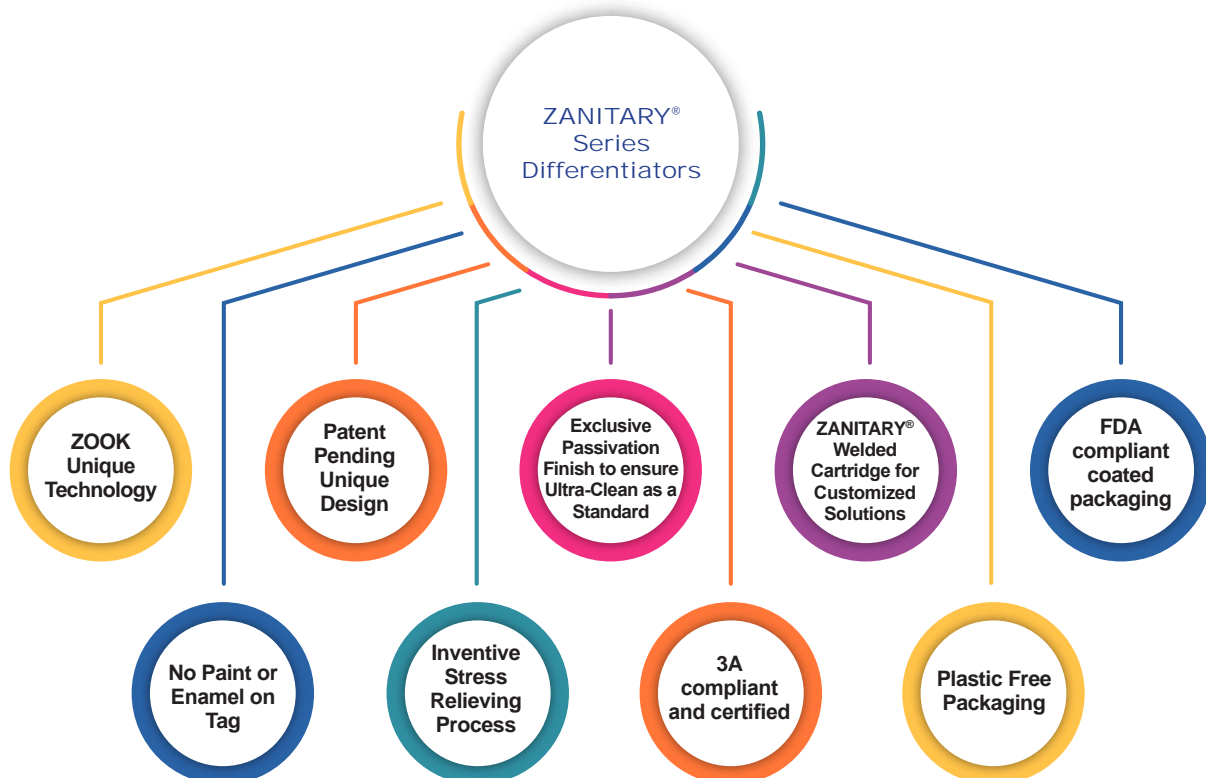 ZANITARY®
Series
Differentiators
ZOOK
Unique
Technology
Patent
Pending
Unique
Design
Exclusive
Passivation
Finish to ensure
Ultra-Clean as a
Standard
ZANITARY®
Welded
Cartridge for
Customized
Solutions
FDA
compliant
coated
packaging
No Paint or
Enamel on
Tag
Inventive
Stress
Relieving
Process
3A
compliant
and certified
Plastic Free
Packaging